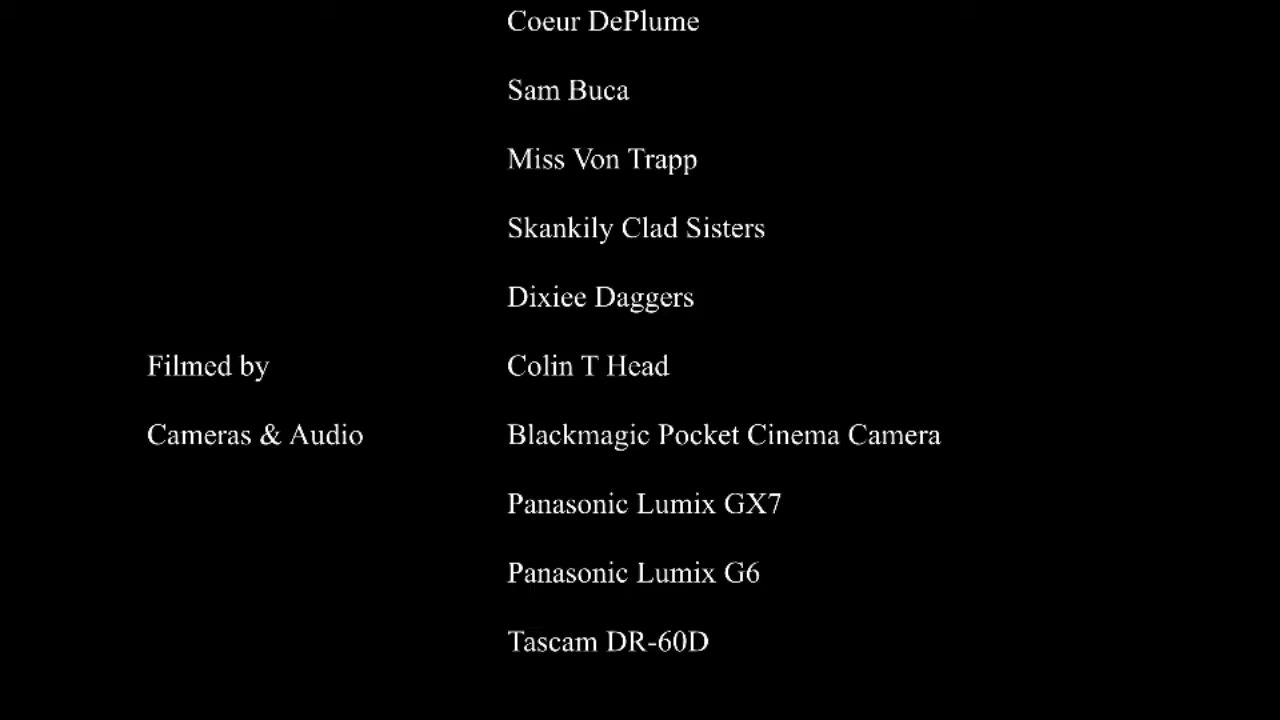 Coeur DePlume
Sam Buca
Miss Von Trapp
Skankily Clad Sisters
Dixiee Daggers
Filmed by Colin T Head
Cameras & Audio Blackmagic Pocket Cinema Camera
Panasonic Lumix GX7
Panasonic Lumix G6
Tascam DR-60D